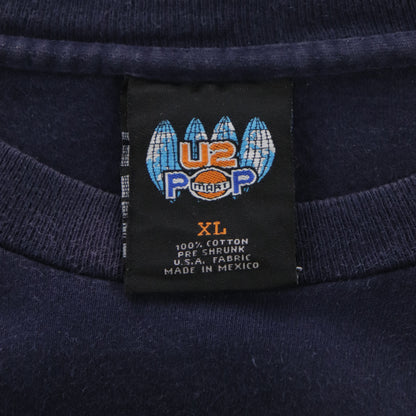 U2
POP
MART
XL
100% COTTON
PRE SHRUNK
U.S.A. FABRIC
MADE IN MEXICO